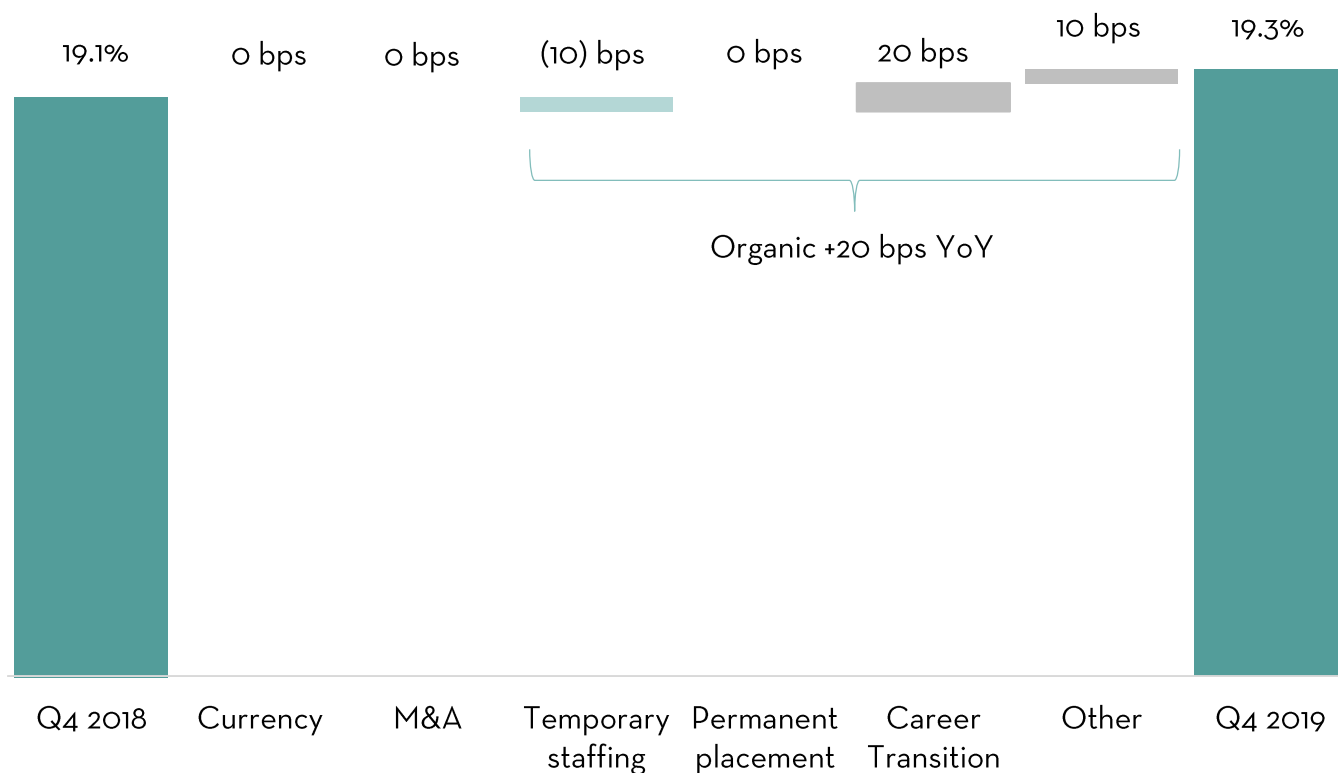 19.1%
0 bps
0 bps
(10) bps
0 bps
20 bps
10 bps
19.3%
Organic +20 bps YoY
Q4 2018
Currency
M&A
Temporary
staffing
Permanent
placement
Career
Transition
Other
Q4 2019